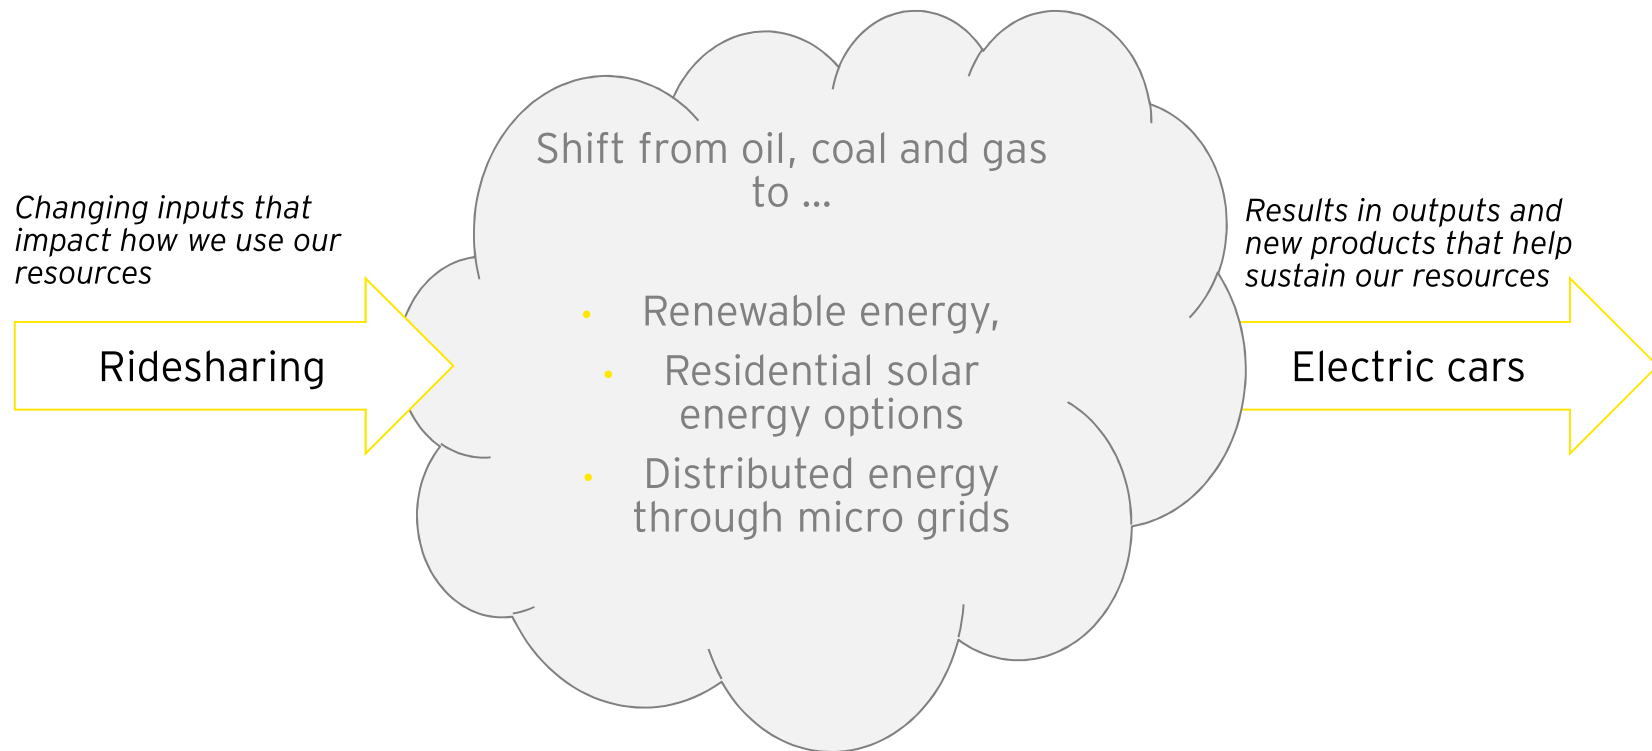 Changing inputs that
impact how we use our
resources
Ridesharing
Shift from oil, coal and gas
to ...
• Renewable energy,
• Residential solar
energy options
• Distributed energy
through micro grids
Results in outputs and
new products that help
sustain our resources
Electric cars